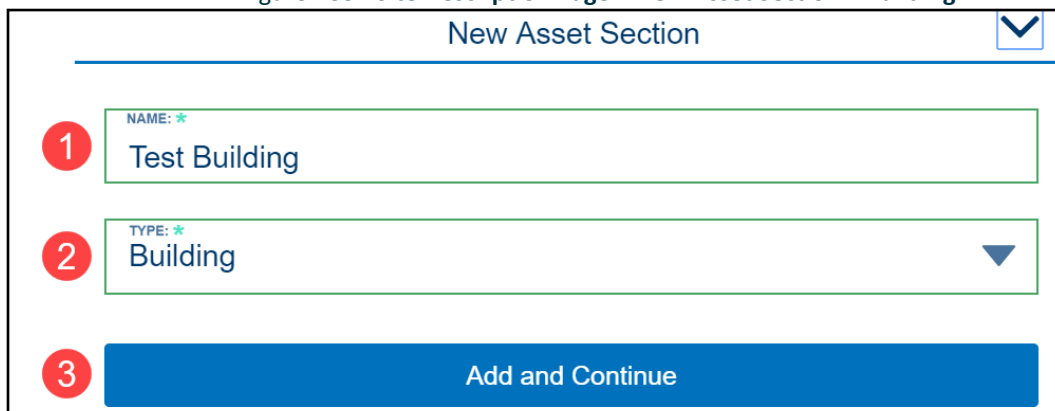 New Asset Section
1
NAME: *
Test Building
2
TYPE: *
Building
3
Add and Continue